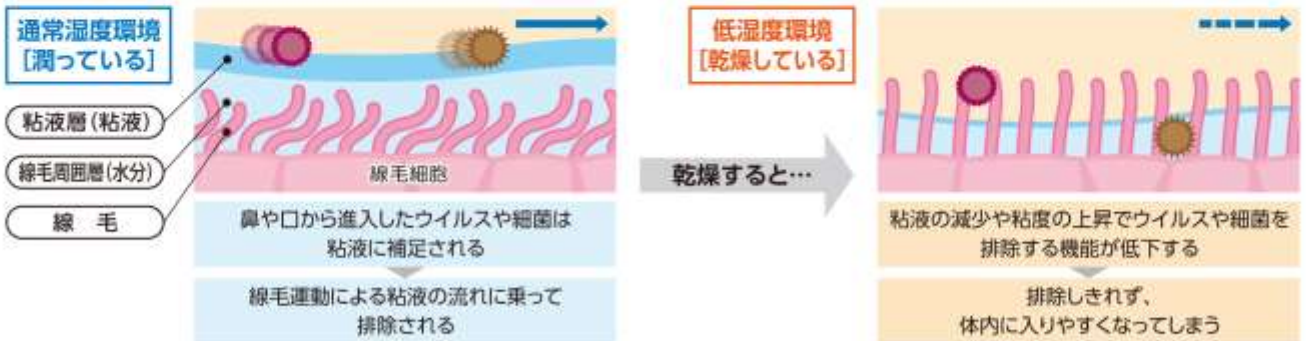 通常湿度環境
[潤っている]
粘液層(粘液)
線毛周囲層(水分)
線 毛
線毛細胞
鼻や口から進入したウイルスや細菌は
粘液に補足される
線毛運動による粘液の流れに乗って
排除される
乾燥すると…
低湿度環境
[乾燥している]
粘液の減少や粘度の上昇でウイルスや細菌を
排除する機能が低下する
排除しきれず、
体内に入りやすくなってしまう